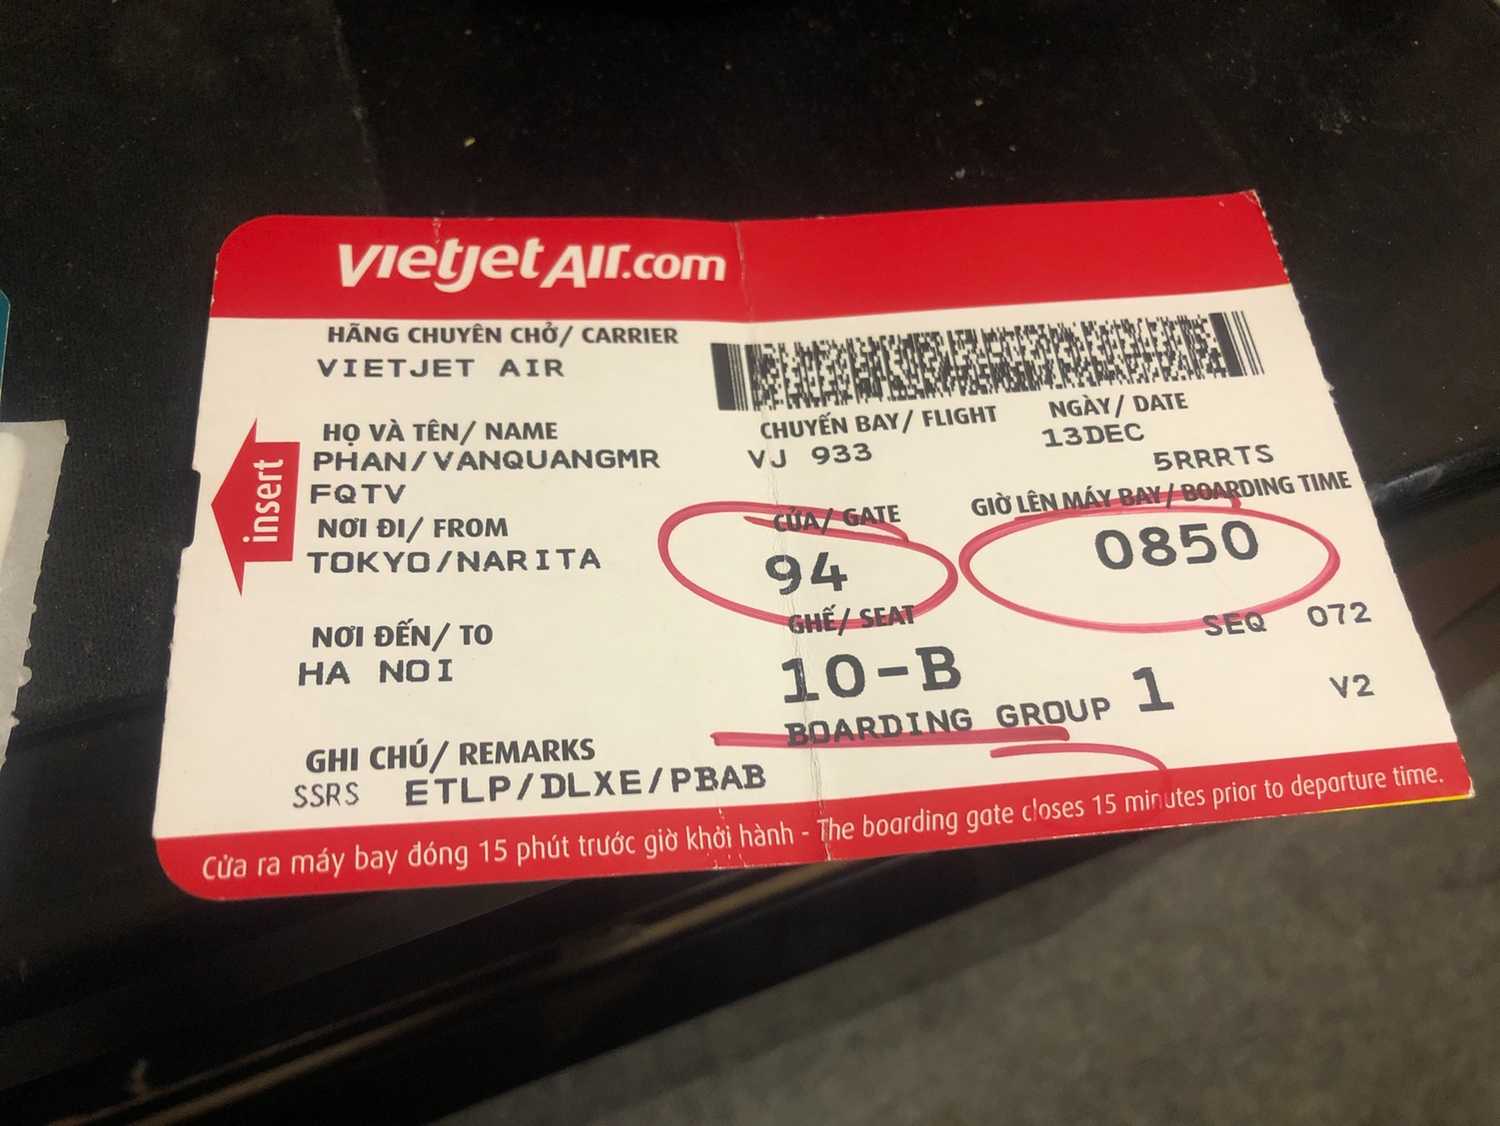 vietjetAir.com
HÃNG CHUYÊN CHỞ/ CARRIER
VIETJET AIR
HỌ VÀ TÊN/ NAME
PHAN/VANQUANGMR
FQTV
NƠI ĐI/ FROM
TOKYO/NARITA
NƠI ĐẾN/ TO
HA NOI
GHI CHÚ/ REMARKS
SSRS ETLP/DLXE/PBAB
insert
CHUYẾN BAY/ FLIGHT
VJ 933
NGÀY/ DATE
13DEC
5RRRTS
CỬA/ GATE
94
GIỜ LÊN MÁY BAY/ BOARDING TIME
0850
GHẾ/ SEAT
10-B
SEQ 072
BOARDING GROUP 1
V2
Cửa ra máy bay đóng 15 phút trước giờ khởi hành - The boarding gate closes 15 minutes prior to departure time.